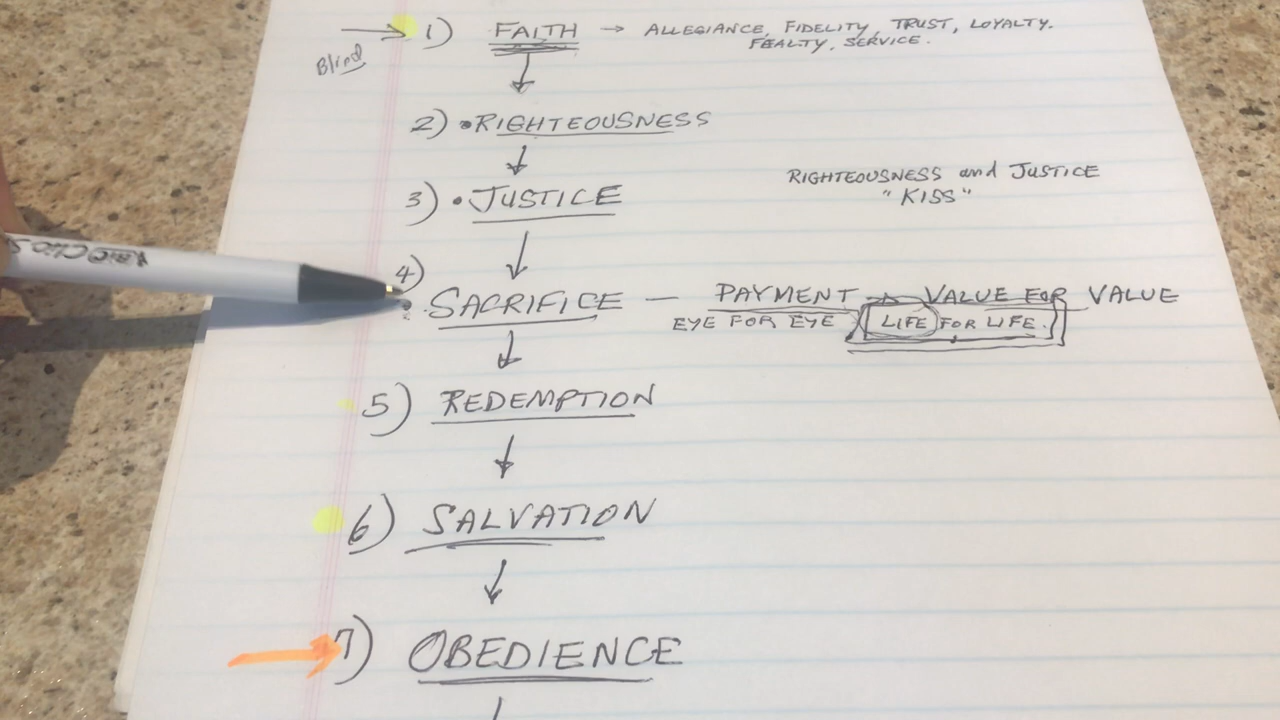 1) FAITH → ALLEGIANCE, FIDELITY, TRUST, LOYALTY.
FEALTY, SERVICE.
Blind
2) • RIGHTEOUSNESS
RIGHTEOUSNESS and JUSTICE
"KISS"
3) • JUSTICE
4) SACRIFICE — PAYMENT VALUE FOR VALUE
EYE FOR EYE LIFE FOR LIFE.
5) REDEMPTION
6) SALVATION
7) OBEDIENCE